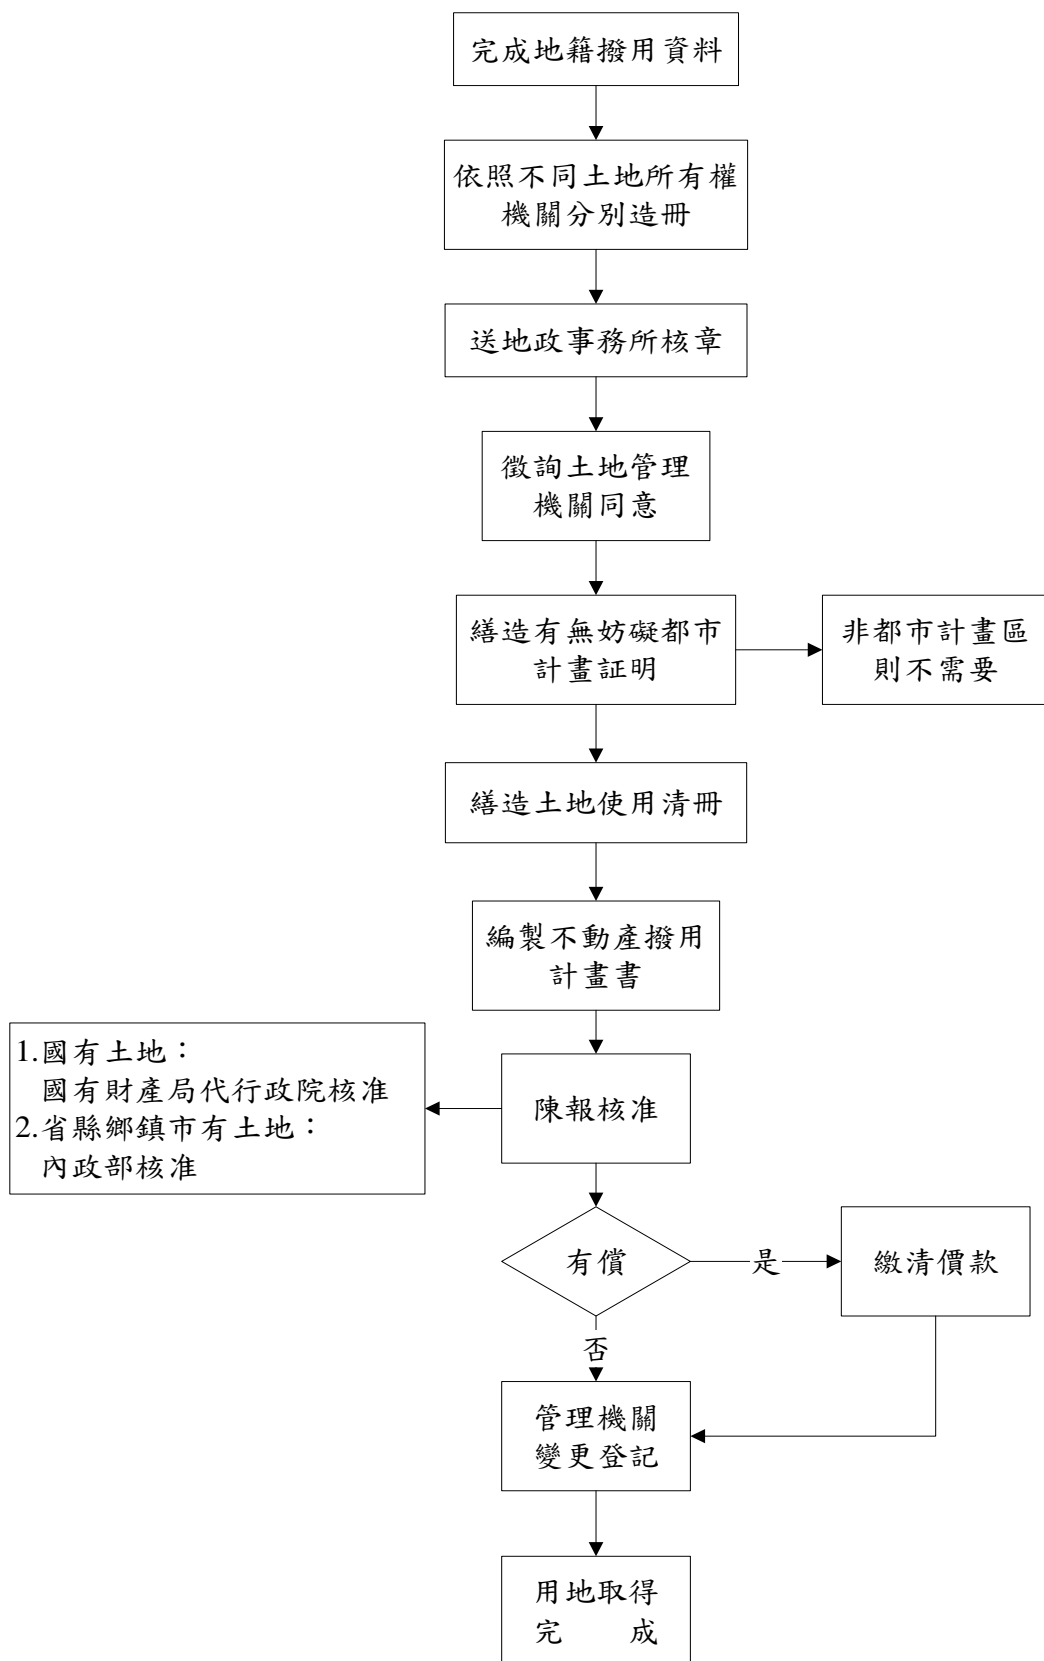 完成地籍撥用資料
依照不同土地所有權
機關分別造冊
送地政事務所核章
徵詢土地管理
機關同意
繕造有無妨礙都市
計畫証明
非都市計畫區
則不需要
繕造土地使用清冊
編製不動產撥用
計畫書
1.國有土地：
國有財產局代行政院核准
2.省縣鄉鎮市有土地：
內政部核准
陳報核准
有償
是
繳清價款
否
管理機關
變更登記
用地取得
完 成